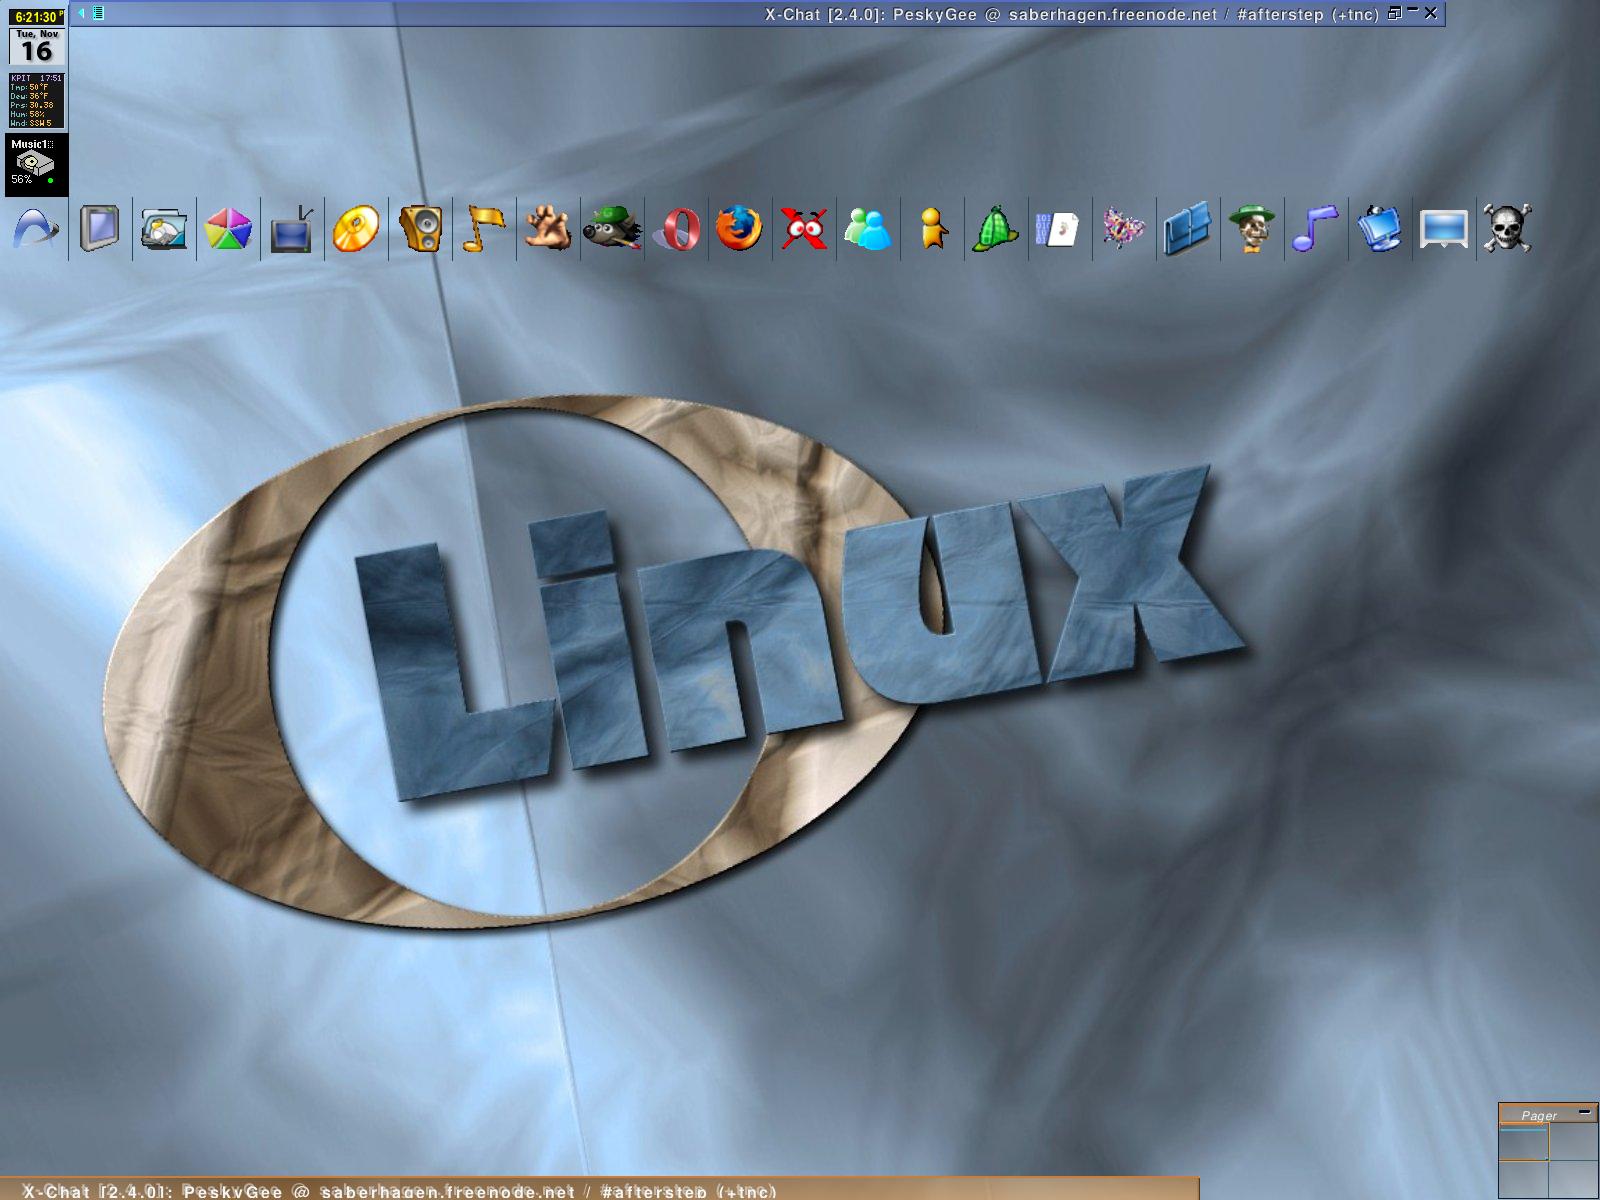 6:21:30 P
X-Chat [2.4.0]: PeskyGee @ saberhagen.freenode.net / #afterstep (+tnc)
Tue, Nov
16
KPIT 17:51
Tmp: 50°F
Dew: 36°F
Prs: 30.38
Hum: 58%
Wnd: SSW 5
Music1
56%
Linux
Pager
X-Chat [2.4.0]: PeskyGee @ saberhagen.freenode.net / #afterstep (+tnc)